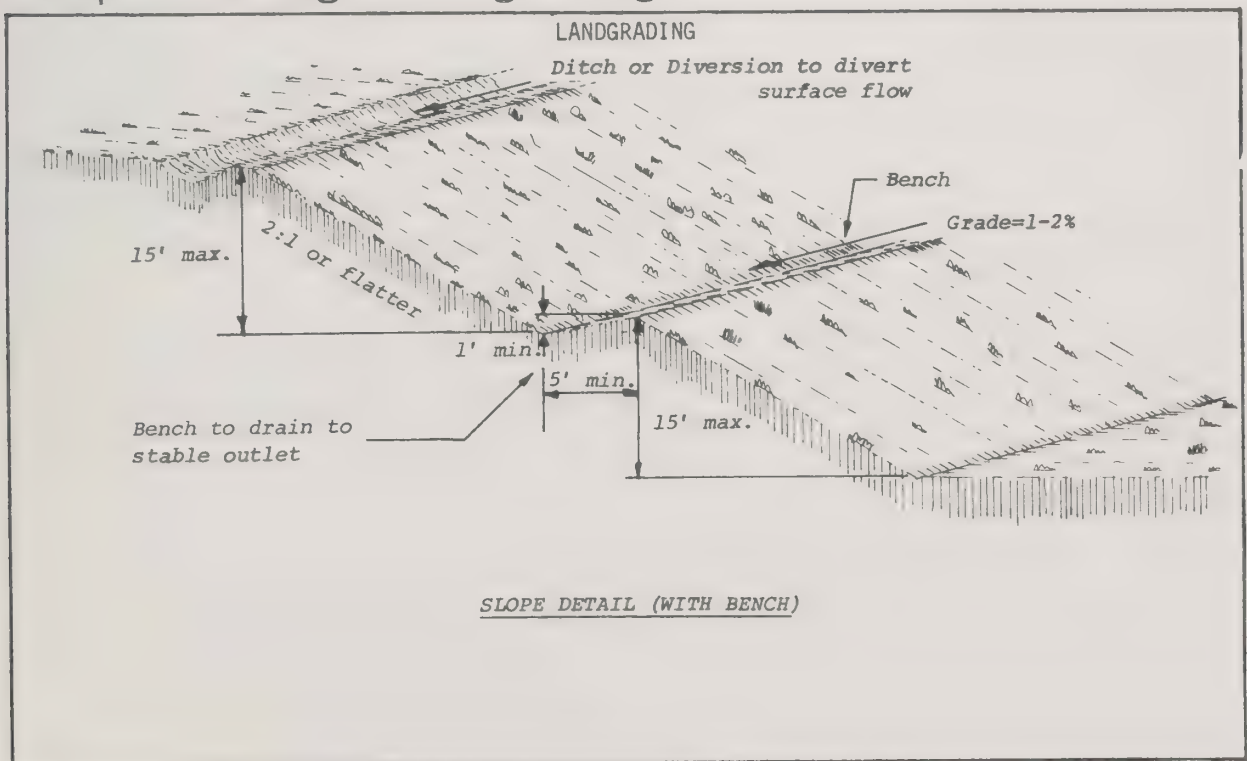 LANDGRADING
Ditch or Diversion to divert
surface flow
Bench
Grade=1-2%
15' max.
2:1 or flatter
1' min.
5' min.
15' max.
Bench to drain to
stable outlet
SLOPE DETAIL (WITH BENCH)